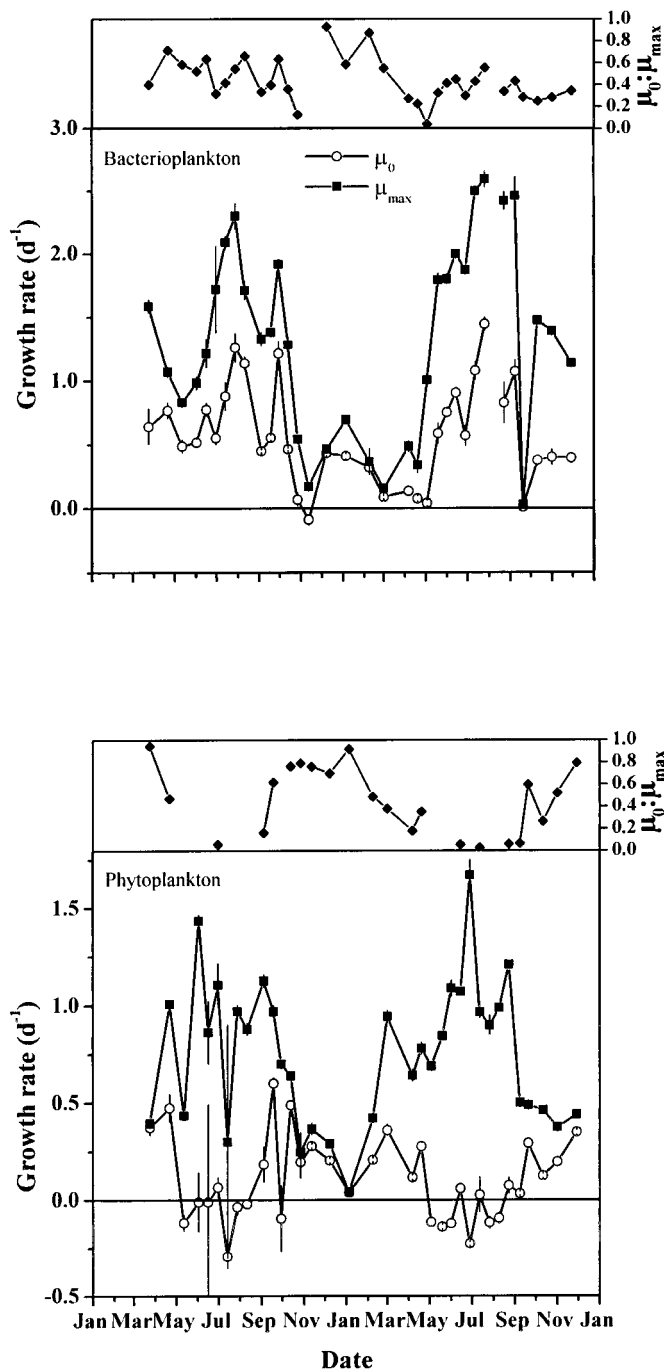 1.0
0.8
0.6
0.4
0.2
0.0
μ0:μmax
3.0
2.0
1.0
0.0
Growth rate (d-1)
Bacterioplankton
μ0
μmax
1.0
0.8
0.6
0.4
0.2
0.0
μ0:μmax
Phytoplankton
1.5
1.0
0.5
0.0
-0.5
Growth rate (d-1)
Jan Mar May Jul Sep Nov Jan Mar May Jul Sep Nov Jan
Date